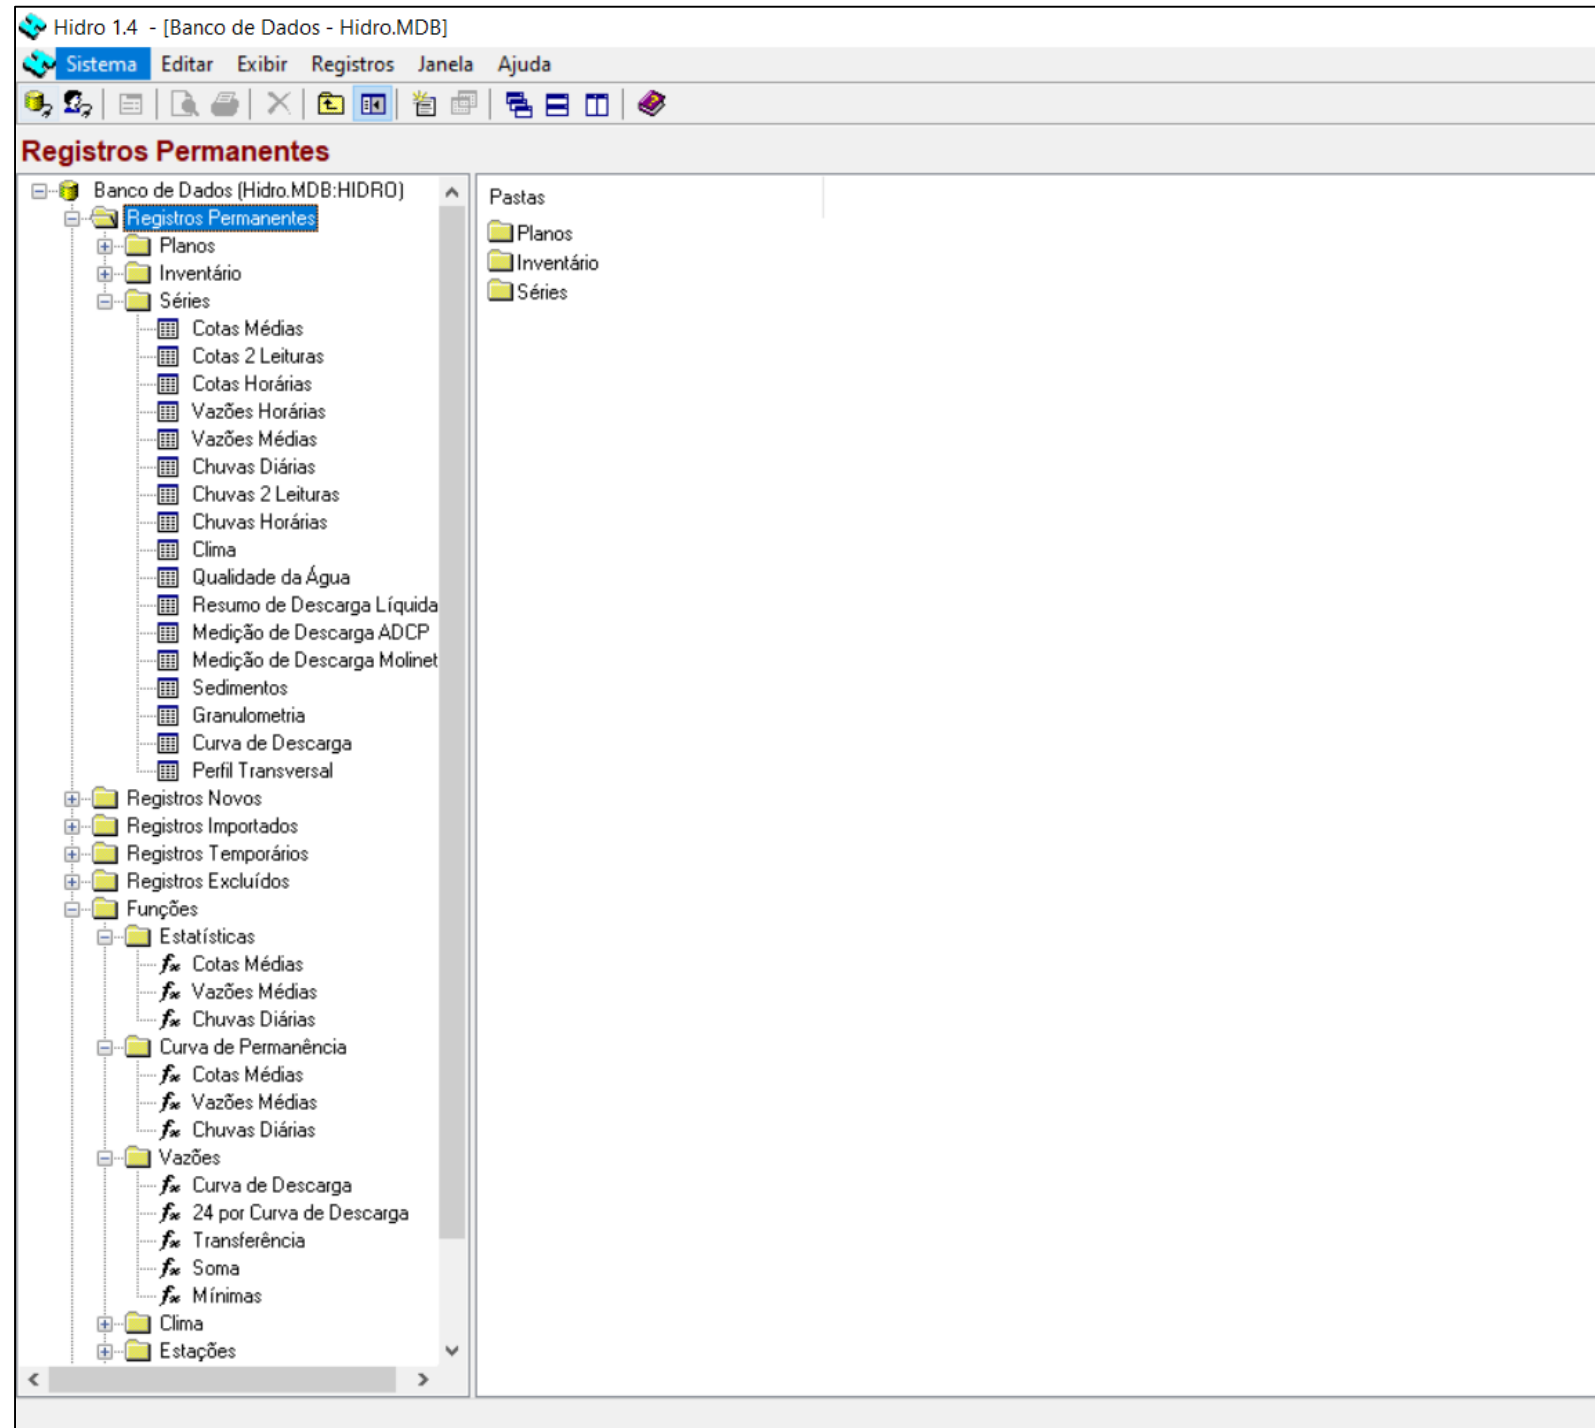 Hidro 1.4 - [Banco de Dados - Hidro.MDB]
Sistema Editar Exibir Registros Janela Ajuda
Registros Permanentes
Banco de Dados (Hidro.MDB:HIDRO)
Registros Permanentes
Planos
Inventário
Séries
Cotas Médias
Cotas 2 Leituras
Cotas Horárias
Vazões Horárias
Vazões Médias
Chuvas Diárias
Chuvas 2 Leituras
Chuvas Horárias
Clima
Qualidade da Água
Resumo de Descarga Líquida
Medição de Descarga ADCP
Medição de Descarga Molinet
Sedimentos
Granulometria
Curva de Descarga
Perfil Transversal
Registros Novos
Registros Importados
Registros Temporários
Registros Excluídos
Funções
Estatísticas
Cotas Médias
Vazões Médias
Chuvas Diárias
Curva de Permanência
Cotas Médias
Vazões Médias
Chuvas Diárias
Vazões
Curva de Descarga
24 por Curva de Descarga
Transferência
Soma
Mínimas
Clima
Estações
Pastas
Planos
Inventário
Séries